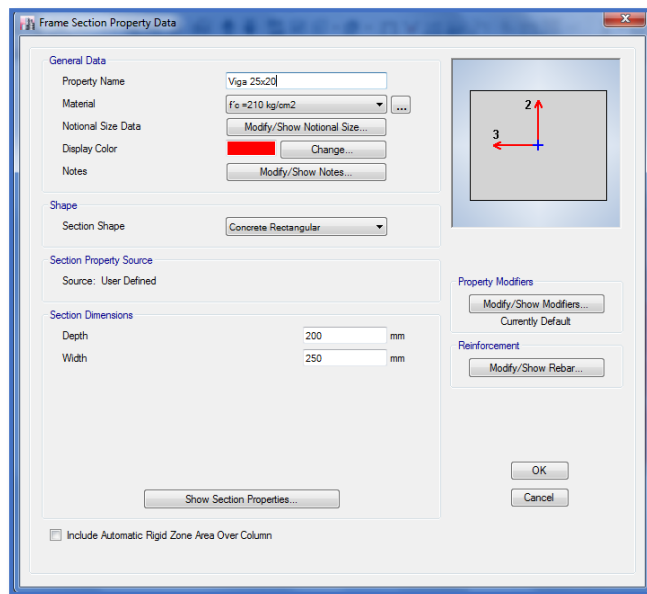 Frame Section Property Data
General Data
Property Name Viga 25x20
Material f'c =210 kg/cm2 ...
Notional Size Data Modify/Show Notional Size...
Display Color Change...
Notes Modify/Show Notes...
2
3
Shape
Section Shape Concrete Rectangular
Section Property Source
Source: User Defined
Property Modifiers
Modify/Show Modifiers...
Currently Default
Section Dimensions
Depth 200 mm
Width 250 mm
Reinforcement
Modify/Show Rebar...
Show Section Properties...
OK
Cancel
Include Automatic Rigid Zone Area Over Column